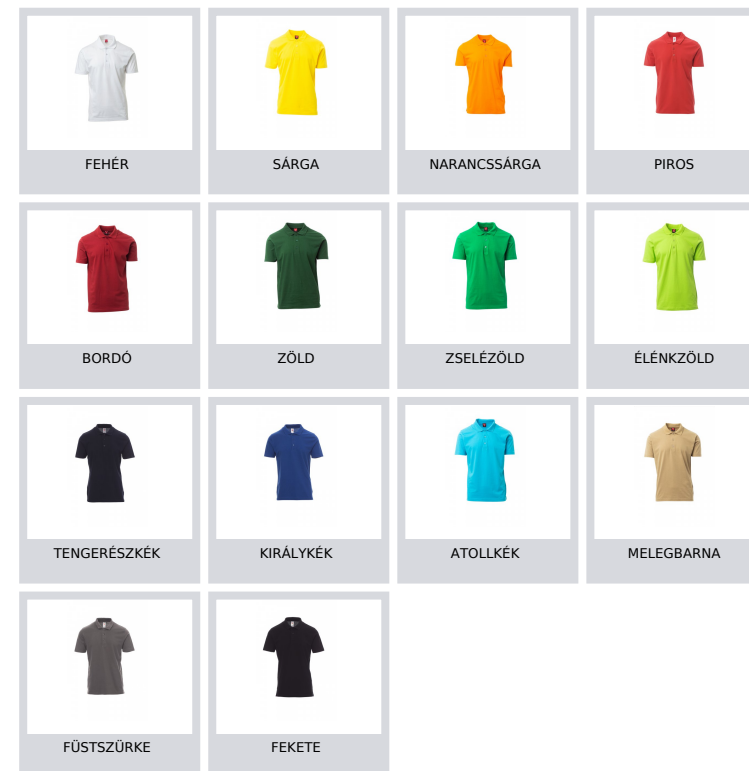 FEHÉR
SÁRGA
NARANCSSÁRGA
PIROS
BORDÓ
ZÖLD
ZSELÉZÖLD
ÉLÉNKZÖLD
TENGERÉSZKÉK
KIRÁLYKÉK
ATOLLKÉK
MELEGBARNA
FÜSTSZÜRKE
FEKETE